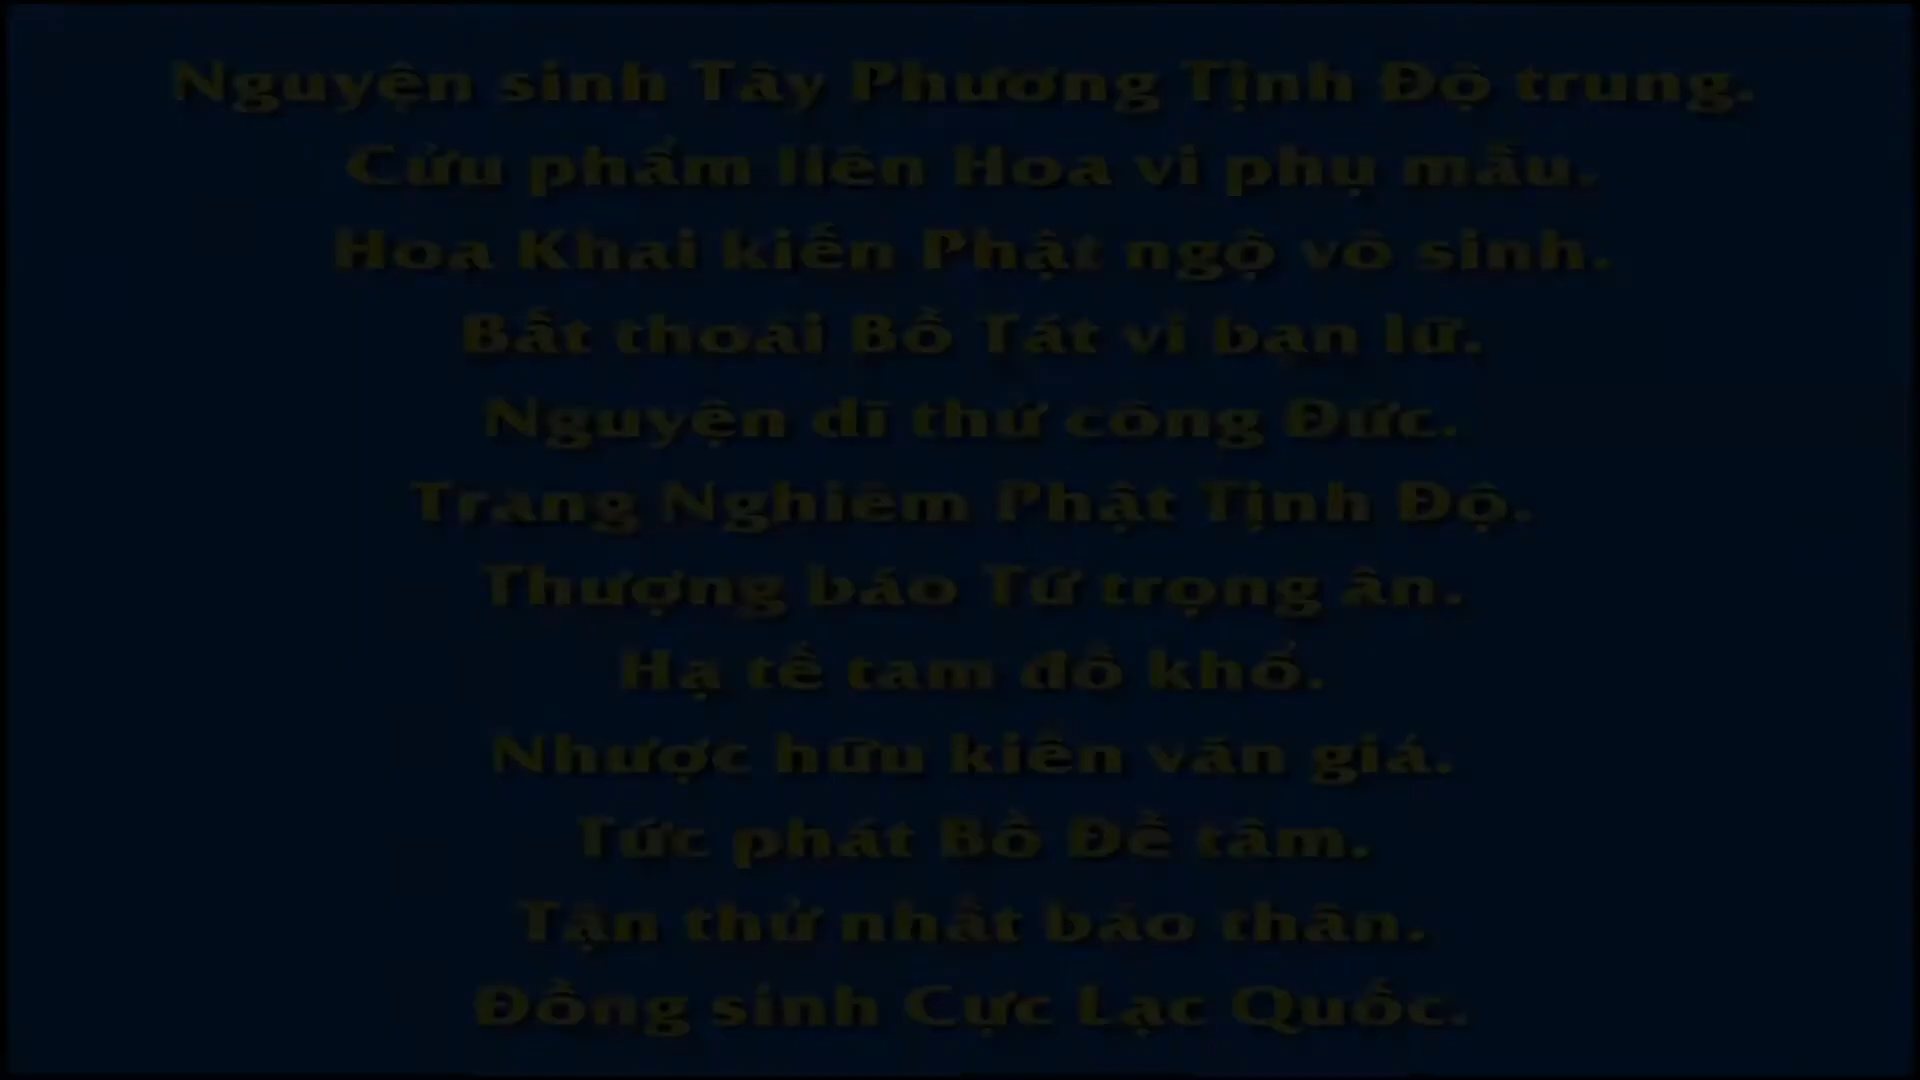 Nguyện sinh Tây Phương Tịnh Độ trung.
Cửu phẩm liên Hoa vi phụ mẫu.
Hoa Khai kiến Phật ngộ vô sinh.
Bất thoái Bồ Tát vi bạn lữ.
Nguyện dĩ thứ công Đức.
Trang Nghiêm Phật Tịnh Độ.
Thượng báo Tứ trọng ân.
Hạ tề tam đồ khổ.
Nhược hữu kiến văn giá.
Tức phát Bồ Đề tâm.
Tận thử nhất báo thân.
Đồng sinh Cực Lạc Quốc.